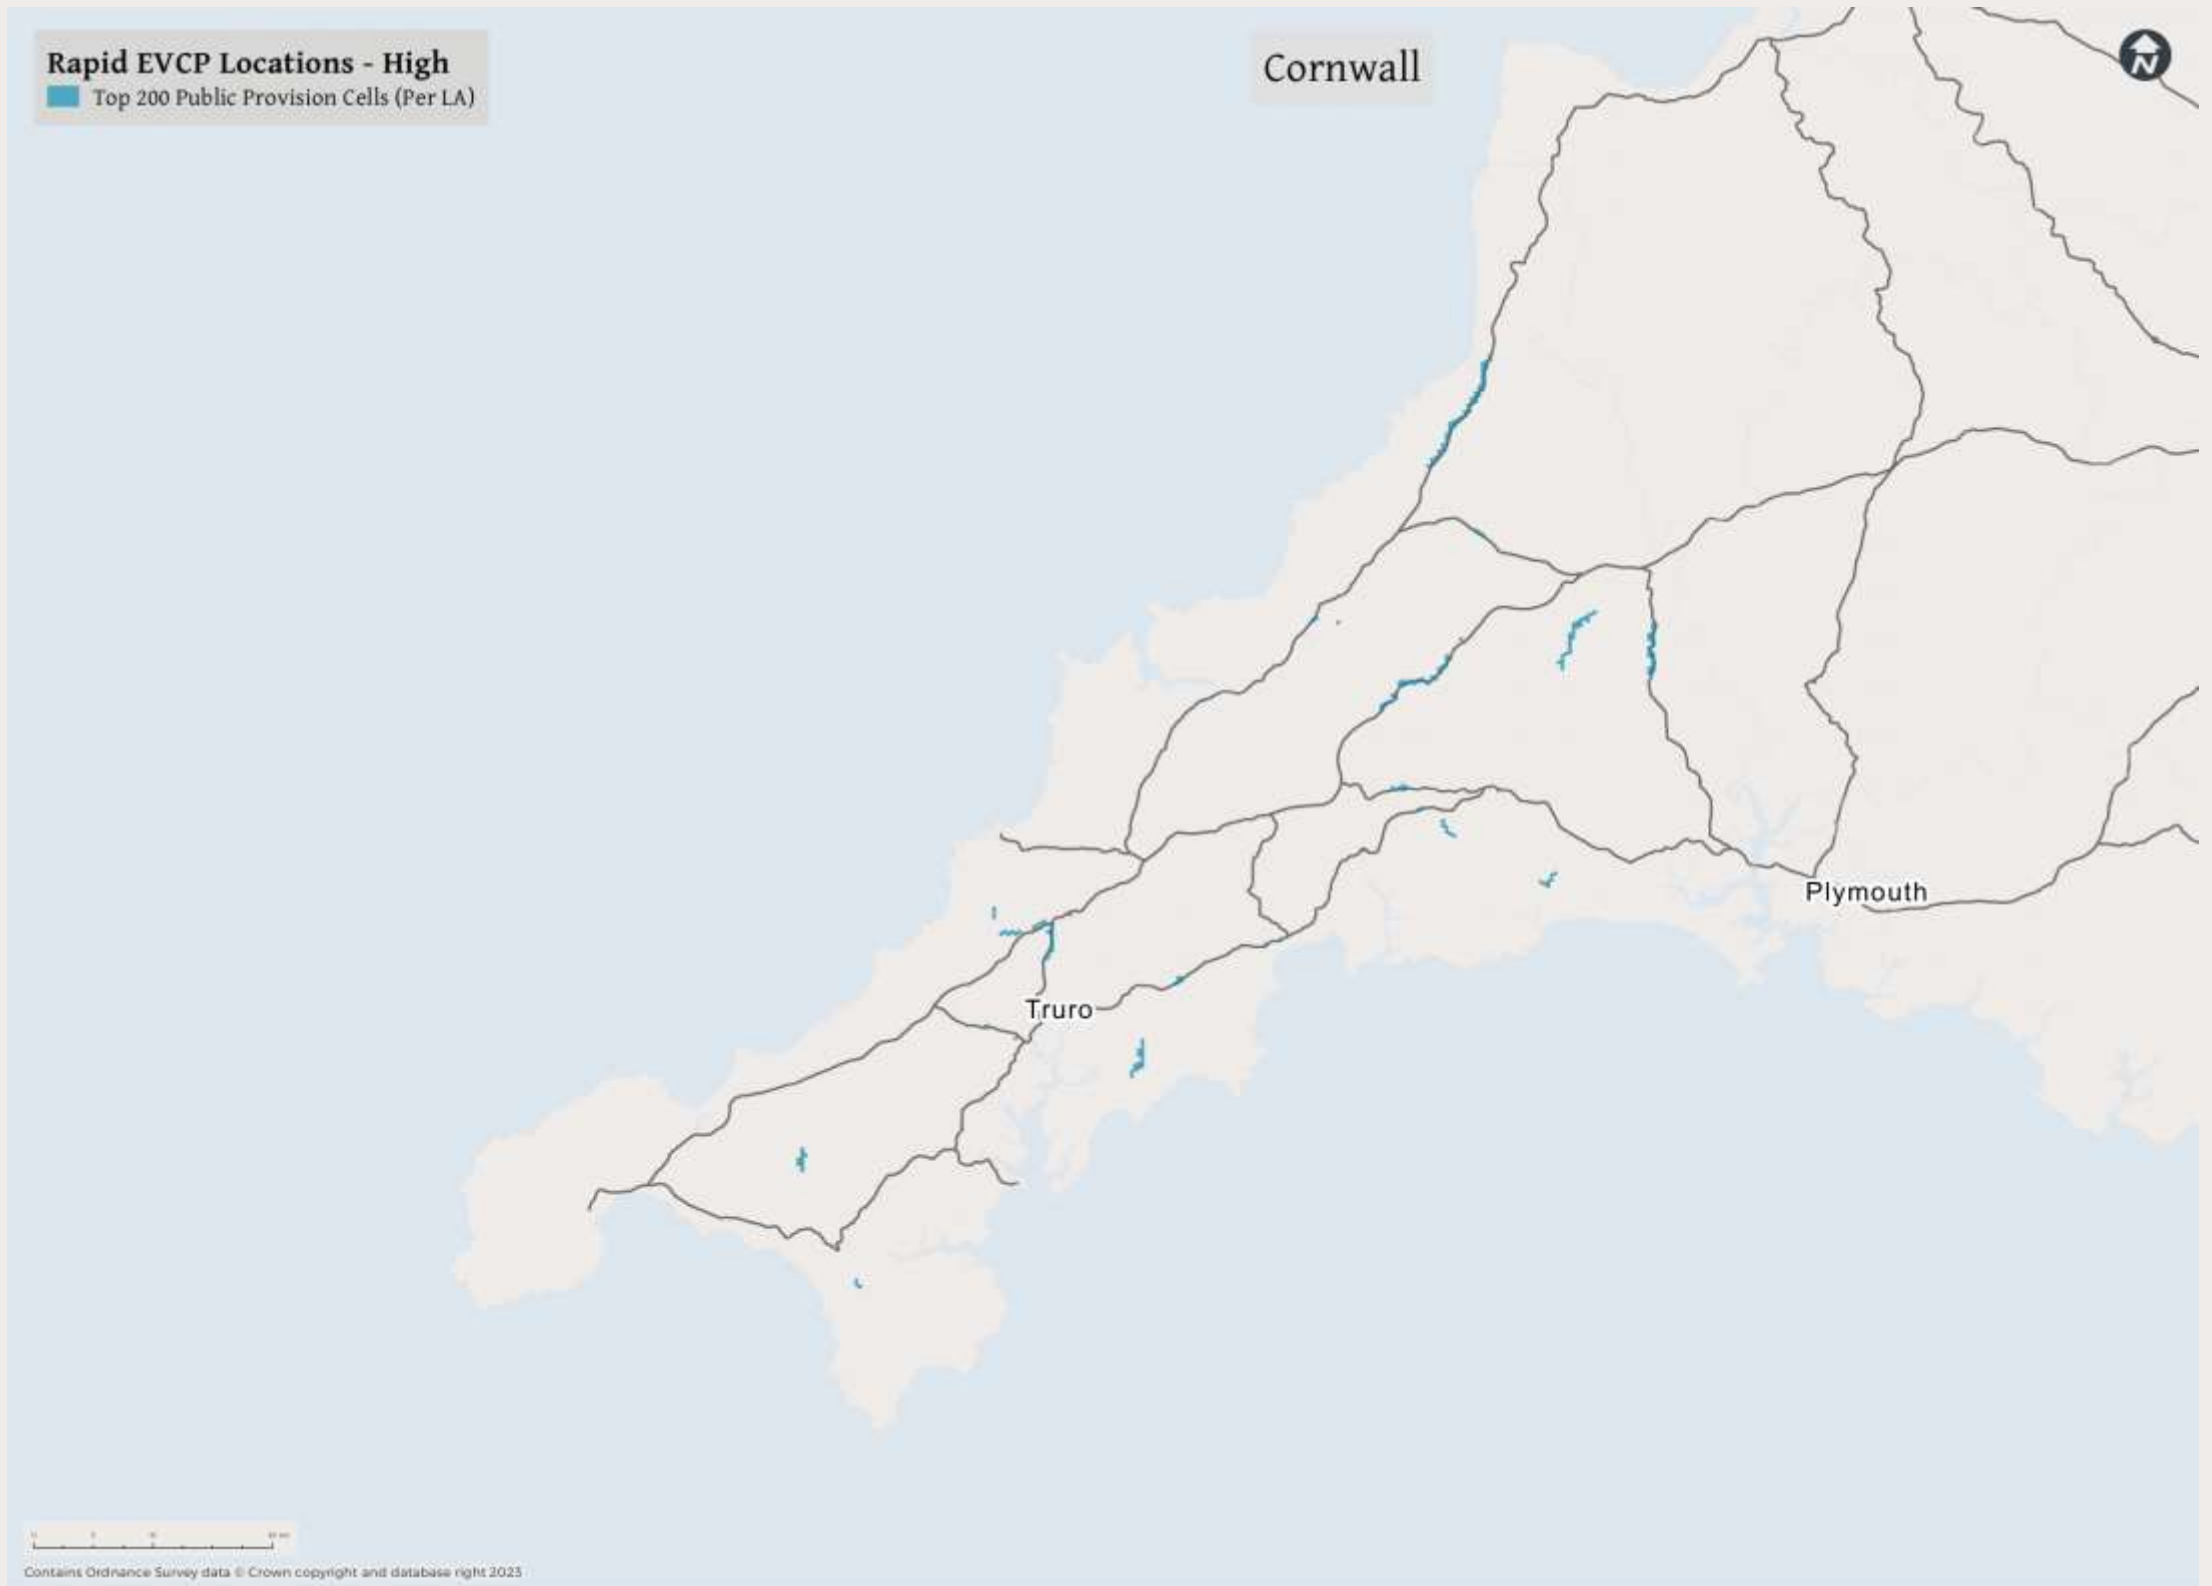 Rapid EVCP Locations - High
Top 200 Public Provision Cells (Per LA)
Cornwall
N
Plymouth
Truro
Contains Ordnance Survey data © Crown copyright and database right 2023